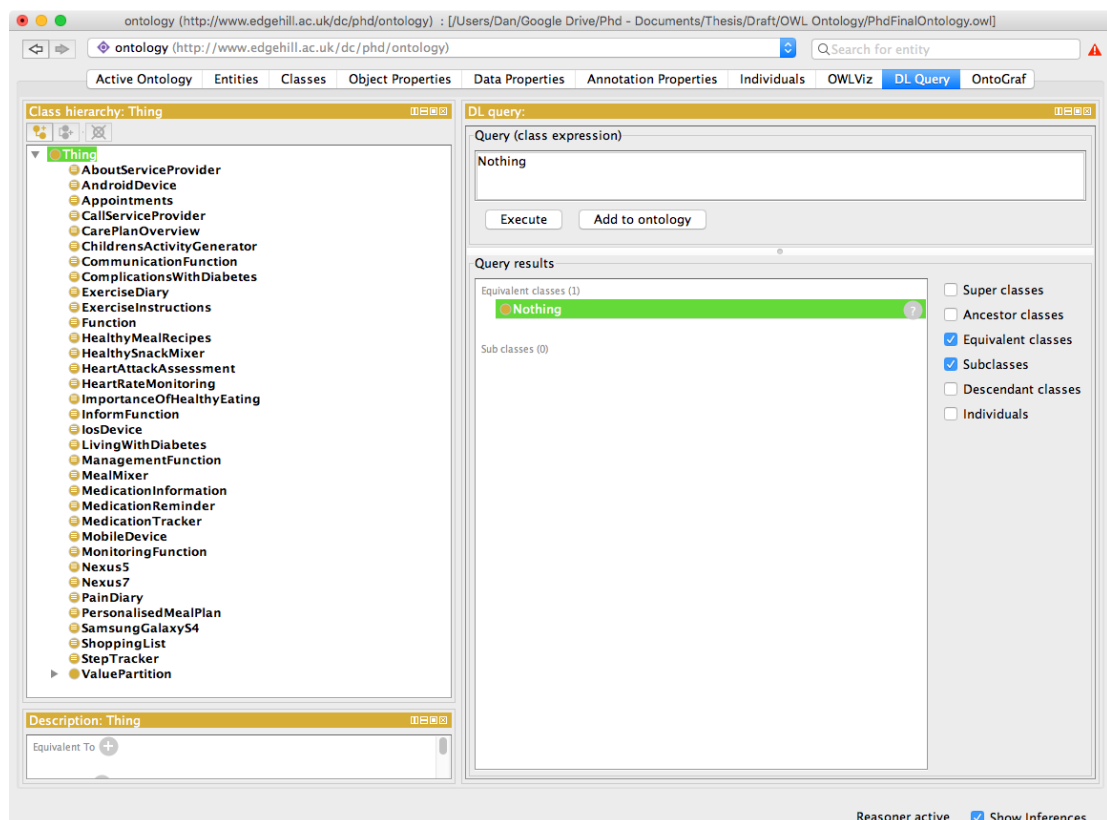 ontology (http://www.edgehill.ac.uk/dc/phd/ontology) : [/Users/Dan/Google Drive/Phd - Documents/Thesis/Draft/OWL Ontology/PhdFinalOntology.owl]
ontology (http://www.edgehill.ac.uk/dc/phd/ontology)
Search for entity
Active Ontology Entities Classes Object Properties Data Properties Annotation Properties Individuals OWLViz DL Query OntoGraf
Class hierarchy: Thing
Thing
AboutServiceProvider
AndroidDevice
Appointments
CallServiceProvider
CarePlanOverview
ChildrensActivityGenerator
CommunicationFunction
ComplicationsWithDiabetes
ExerciseDiary
ExerciseInstructions
Function
HealthyMealRecipes
HealthySnackMixer
HeartAttackAssessment
HeartRateMonitoring
ImportanceOfHealthyEating
InformFunction
IosDevice
LivingWithDiabetes
ManagementFunction
MealMixer
MedicationInformation
MedicationReminder
MedicationTracker
MobileDevice
MonitoringFunction
Nexus5
Nexus7
PainDiary
PersonalisedMealPlan
SamsungGalaxyS4
ShoppingList
StepTracker
ValuePartition
Description: Thing
Equivalent To
DL query:
Query (class expression)
Nothing
Execute Add to ontology
Query results
Equivalent classes (1)
Nothing
?
Sub classes (0)
Super classes
Ancestor classes
Equivalent classes
Subclasses
Descendant classes
Individuals
Reasoner active Show Inferences